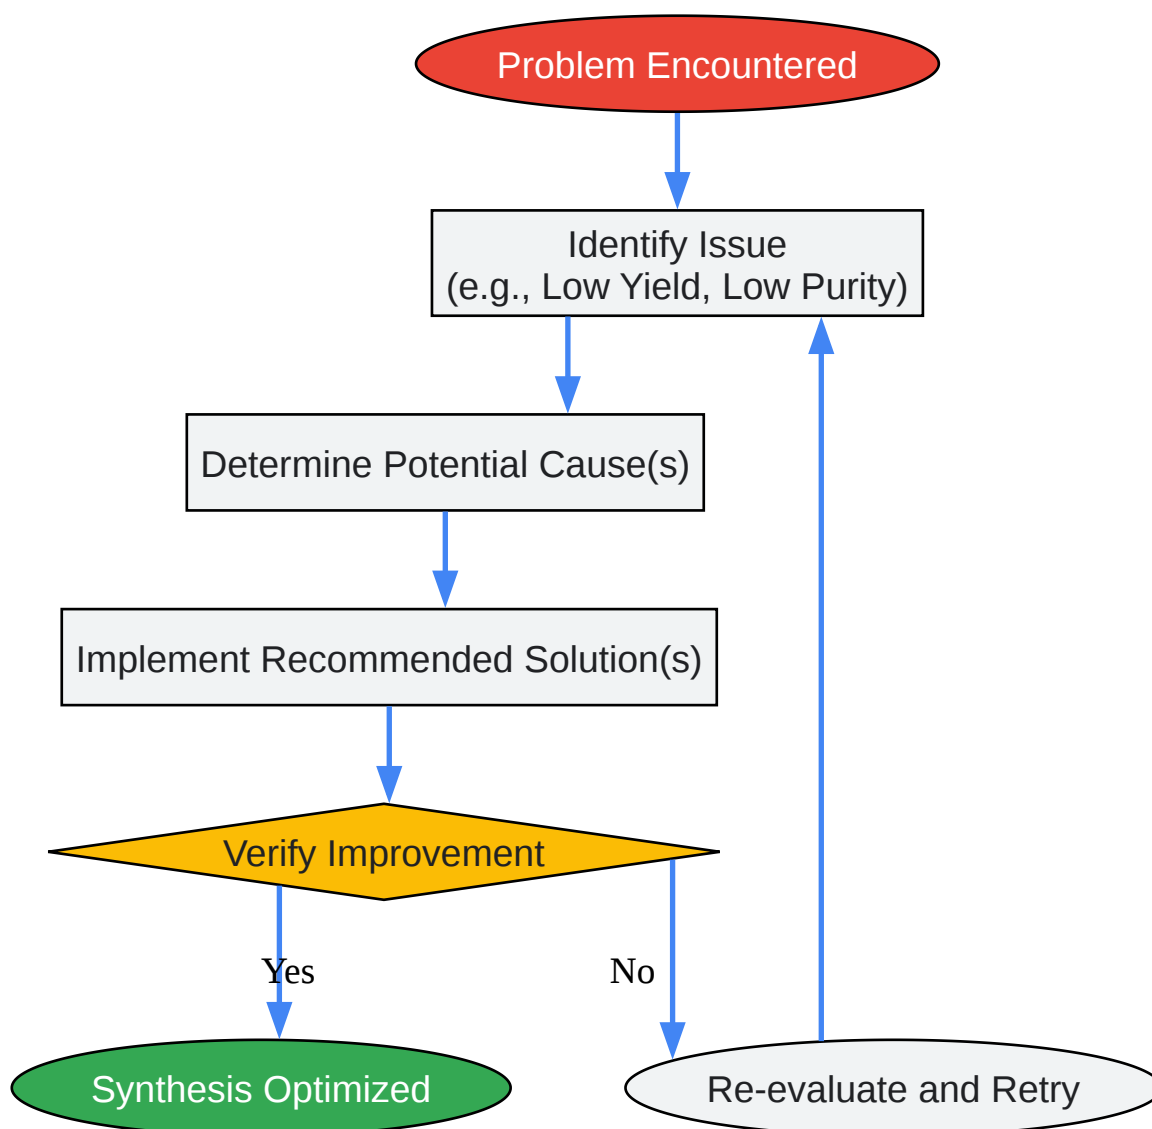 Problem Encountered
Identify Issue
(e.g., Low Yield, Low Purity)
Determine Potential Cause(s)
Implement Recommended Solution(s)
Verify Improvement
Yes
No
Synthesis Optimized
Re-evaluate and Retry